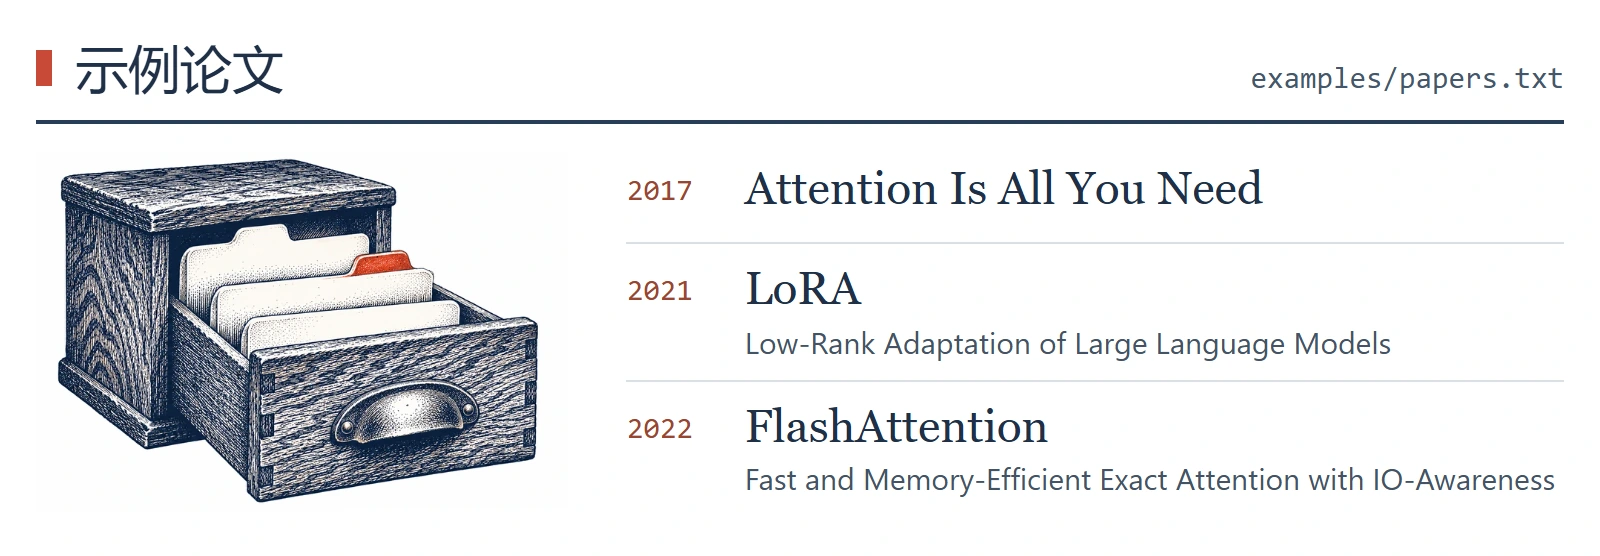 示例论文
examples/papers.txt
2017 Attention Is All You Need
2021 LoRA
Low-Rank Adaptation of Large Language Models
2022 FlashAttention
Fast and Memory-Efficient Exact Attention with IO-Awareness